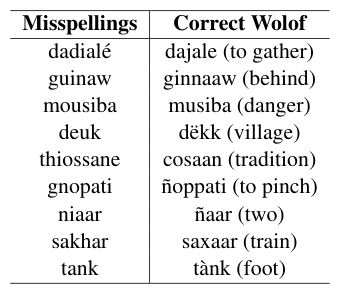 Misspellings Correct Wolof
dadialé dajale (to gather)
guinaw ginnaaw (behind)
mousiba musiba (danger)
deuk dëkk (village)
thiossane cosaan (tradition)
gnopati ñoppati (to pinch)
niaar ñaar (two)
sakhar saxaar (train)
tank tànk (foot)